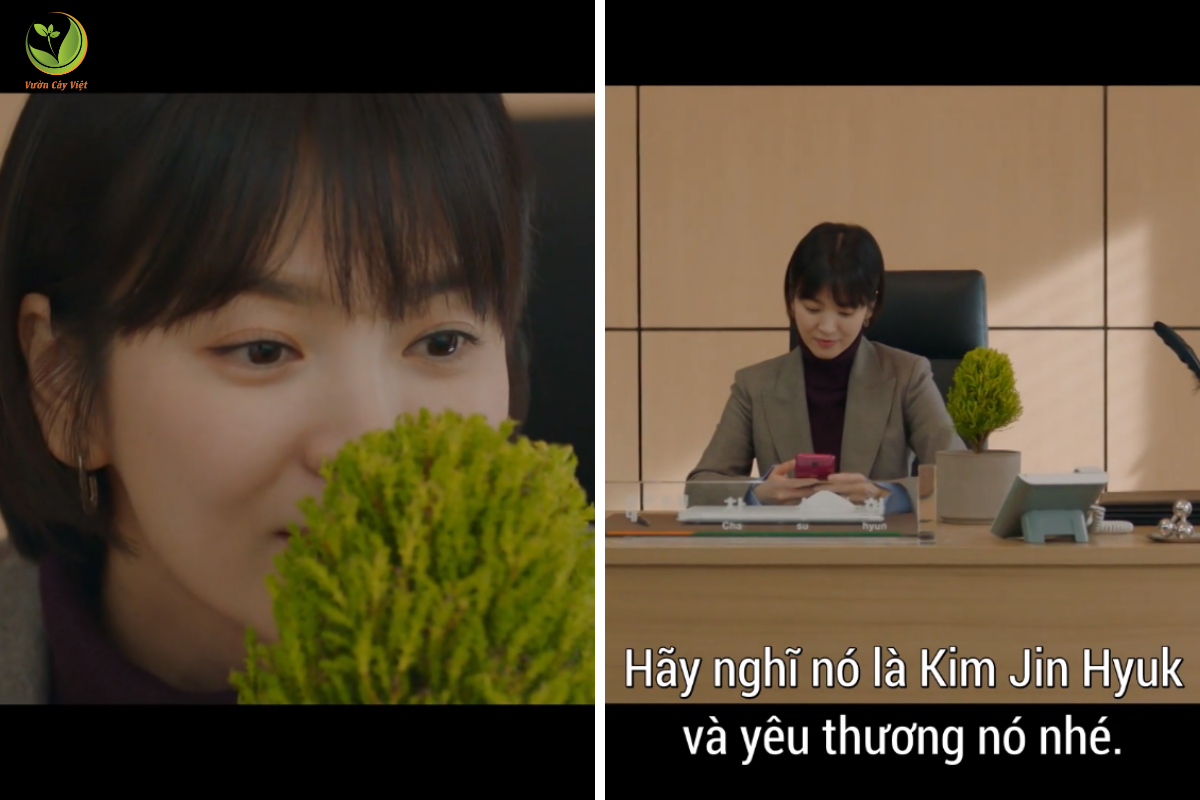 Vườn Cây Việt
Cha su hyun
Hãy nghĩ nó là Kim Jin Hyuk
và yêu thương nó nhé.